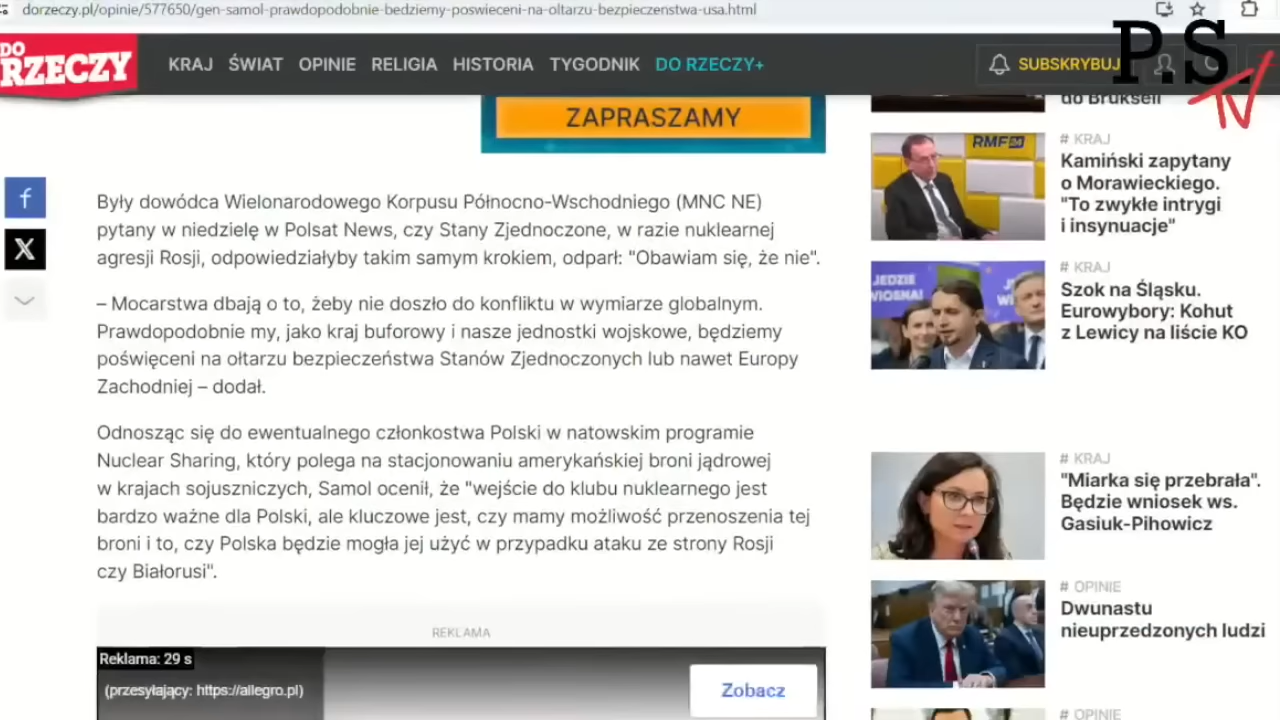 dorzeczy.pl/opinie/577650/gen-samol-prawdopodobnie-bedziemy-poswieceni-na-oltarzu-bezpieczenstwa-usa.html
P.S.
TV
DO
RZECZY
KRAJ ŚWIAT OPINIE RELIGIA HISTORIA TYGODNIK DO RZECZY+
SUBSKRYBUJ
ZAPRASZAMY
f
X
Były dowódca Wielonarodowego Korpusu Północno-Wschodniego (MNC NE)
pytany w niedzielę w Polsat News, czy Stany Zjednoczone, w razie nuklearnej
agresji Rosji, odpowiedziałyby takim samym krokiem, odparł: "Obawiam się, że nie".
– Mocarstwa dbają o to, żeby nie doszło do konfliktu w wymiarze globalnym.
Prawdopodobnie my, jako kraj buforowy i nasze jednostki wojskowe, będziemy
poświęceni na ołtarzu bezpieczeństwa Stanów Zjednoczonych lub nawet Europy
Zachodniej – dodał.
Odnosząc się do ewentualnego członkostwa Polski w natowskim programie
Nuclear Sharing, który polega na stacjonowaniu amerykańskiej broni jądrowej
w krajach sojuszniczych, Samol ocenił, że "wejście do klubu nuklearnego jest
bardzo ważne dla Polski, ale kluczowe jest, czy mamy możliwość przenoszenia tej
broni i to, czy Polska będzie mogła jej użyć w przypadku ataku ze strony Rosji
czy Białorusi".
REKLAMA
Reklama: 29 s
(przesyłający: https://allegro.pl)
Zobacz
do Brukseli
RMF24
# KRAJ
Kamiński zapytany
o Morawieckiego.
"To zwykłe intrygi
i insynuacje"
JEDZIE
WIOSNA!
# KRAJ
Szok na Śląsku.
Eurowybory: Kohut
z Lewicy na liście KO
# KRAJ
"Miarka się przebrała".
Będzie wniosek ws.
Gasiuk-Pihowicz
# OPINIE
Dwunastu
nieuprzedzonych ludzi
# OPINIE